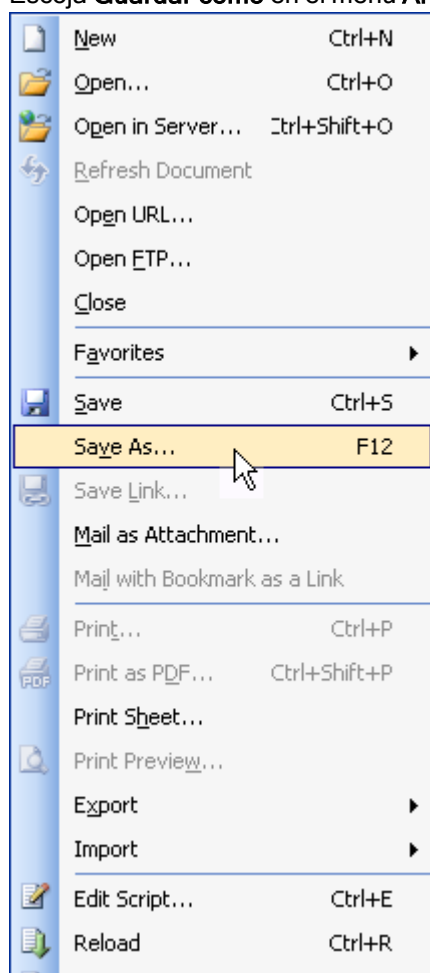 Escoja Guardar como en el menú
New Ctrl+N
Open... Ctrl+O
Open in Server... Ctrl+Shift+O
Refresh Document
Open URL...
Open FTP...
Close
Favorites
Save Ctrl+S
Save As... F12
Save Link...
Mail as Attachment...
Mail with Bookmark as a Link
Print... Ctrl+P
PDF Print as PDF... Ctrl+Shift+P
Print Sheet...
Print Preview...
Export
Import
Edit Script... Ctrl+E
Reload Ctrl+R